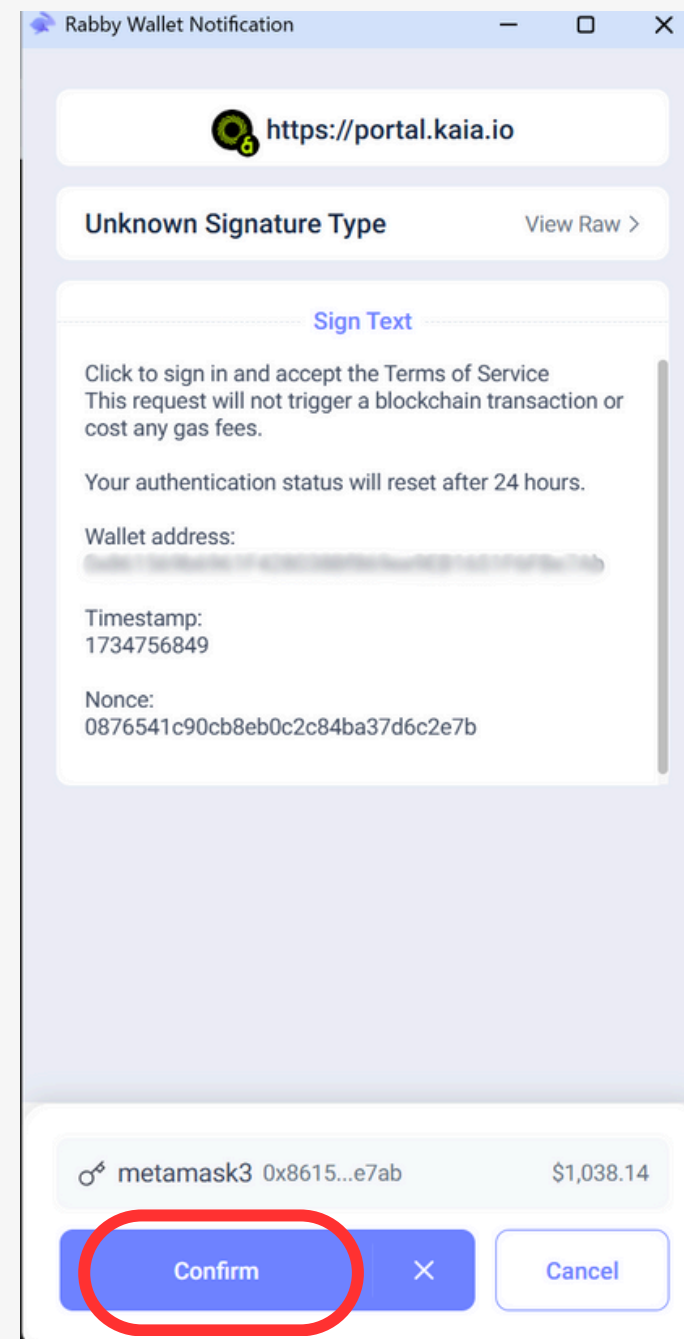 Rabby Wallet Notification
https://portal.kaia.io
Unknown Signature Type View Raw >
Sign Text
Click to sign in and accept the Terms of Service
This request will not trigger a blockchain transaction or
cost any gas fees.
Your authentication status will reset after 24 hours.
Wallet address:
Timestamp:
1734756849
Nonce:
0876541c90cb8eb0c2c84ba37d6c2e7b
metamask3 0x8615...e7ab $1,038.14
Confirm Cancel